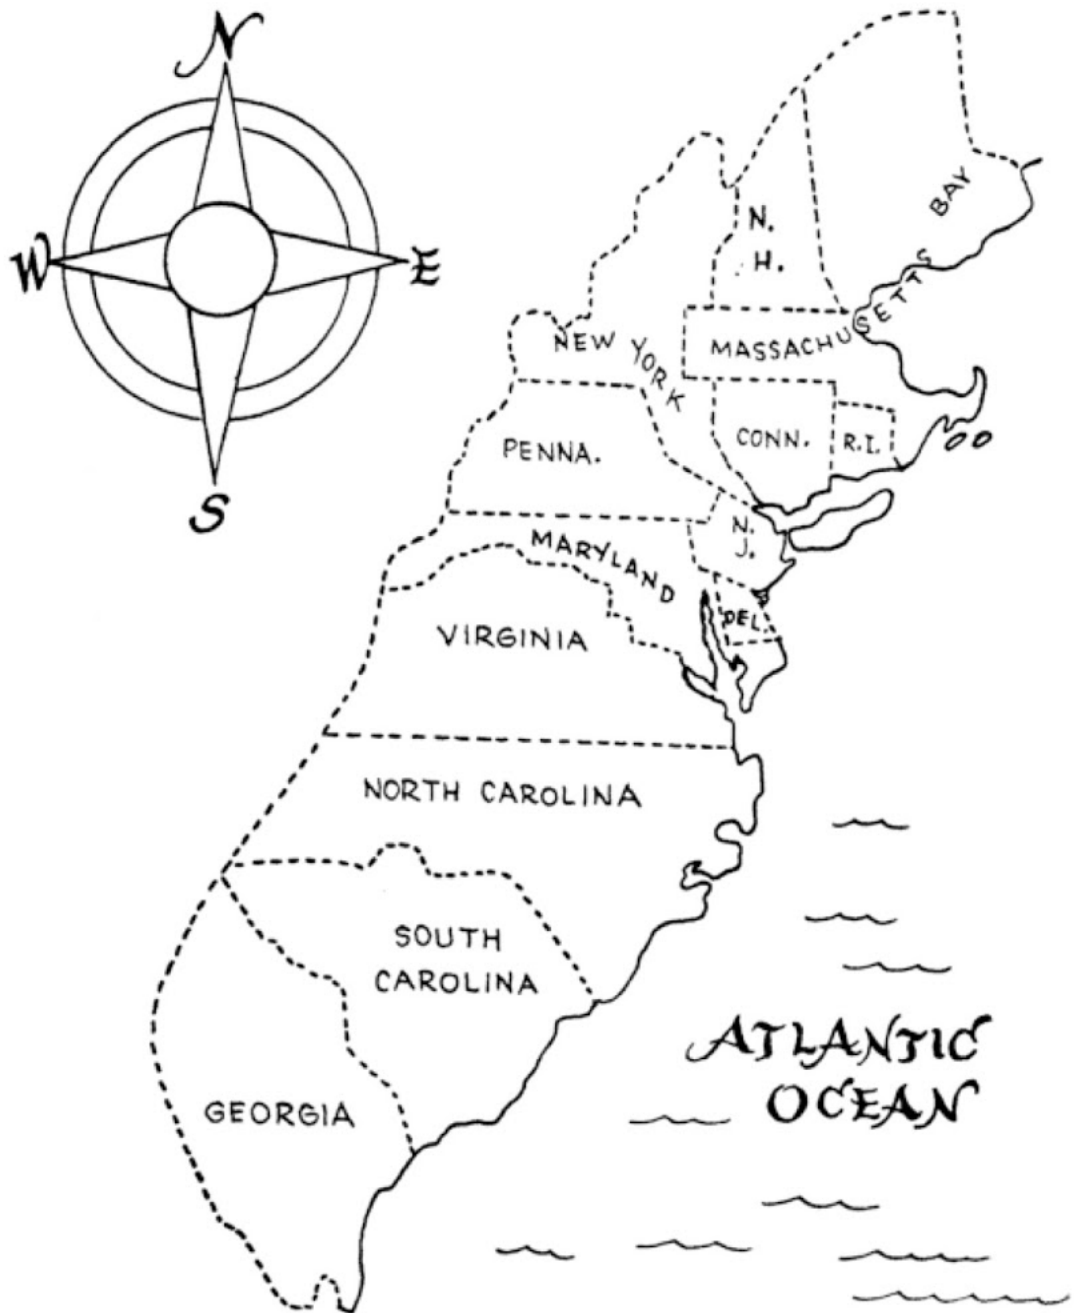 N
W
E
S
N.
H.
MASSACHUSETTS BAY
NEW YORK
CONN.
R.I.
PENNA.
N.
J.
MARYLAND
DEL.
VIRGINIA
NORTH CAROLINA
SOUTH
CAROLINA
GEORGIA
ATLANTIC
OCEAN